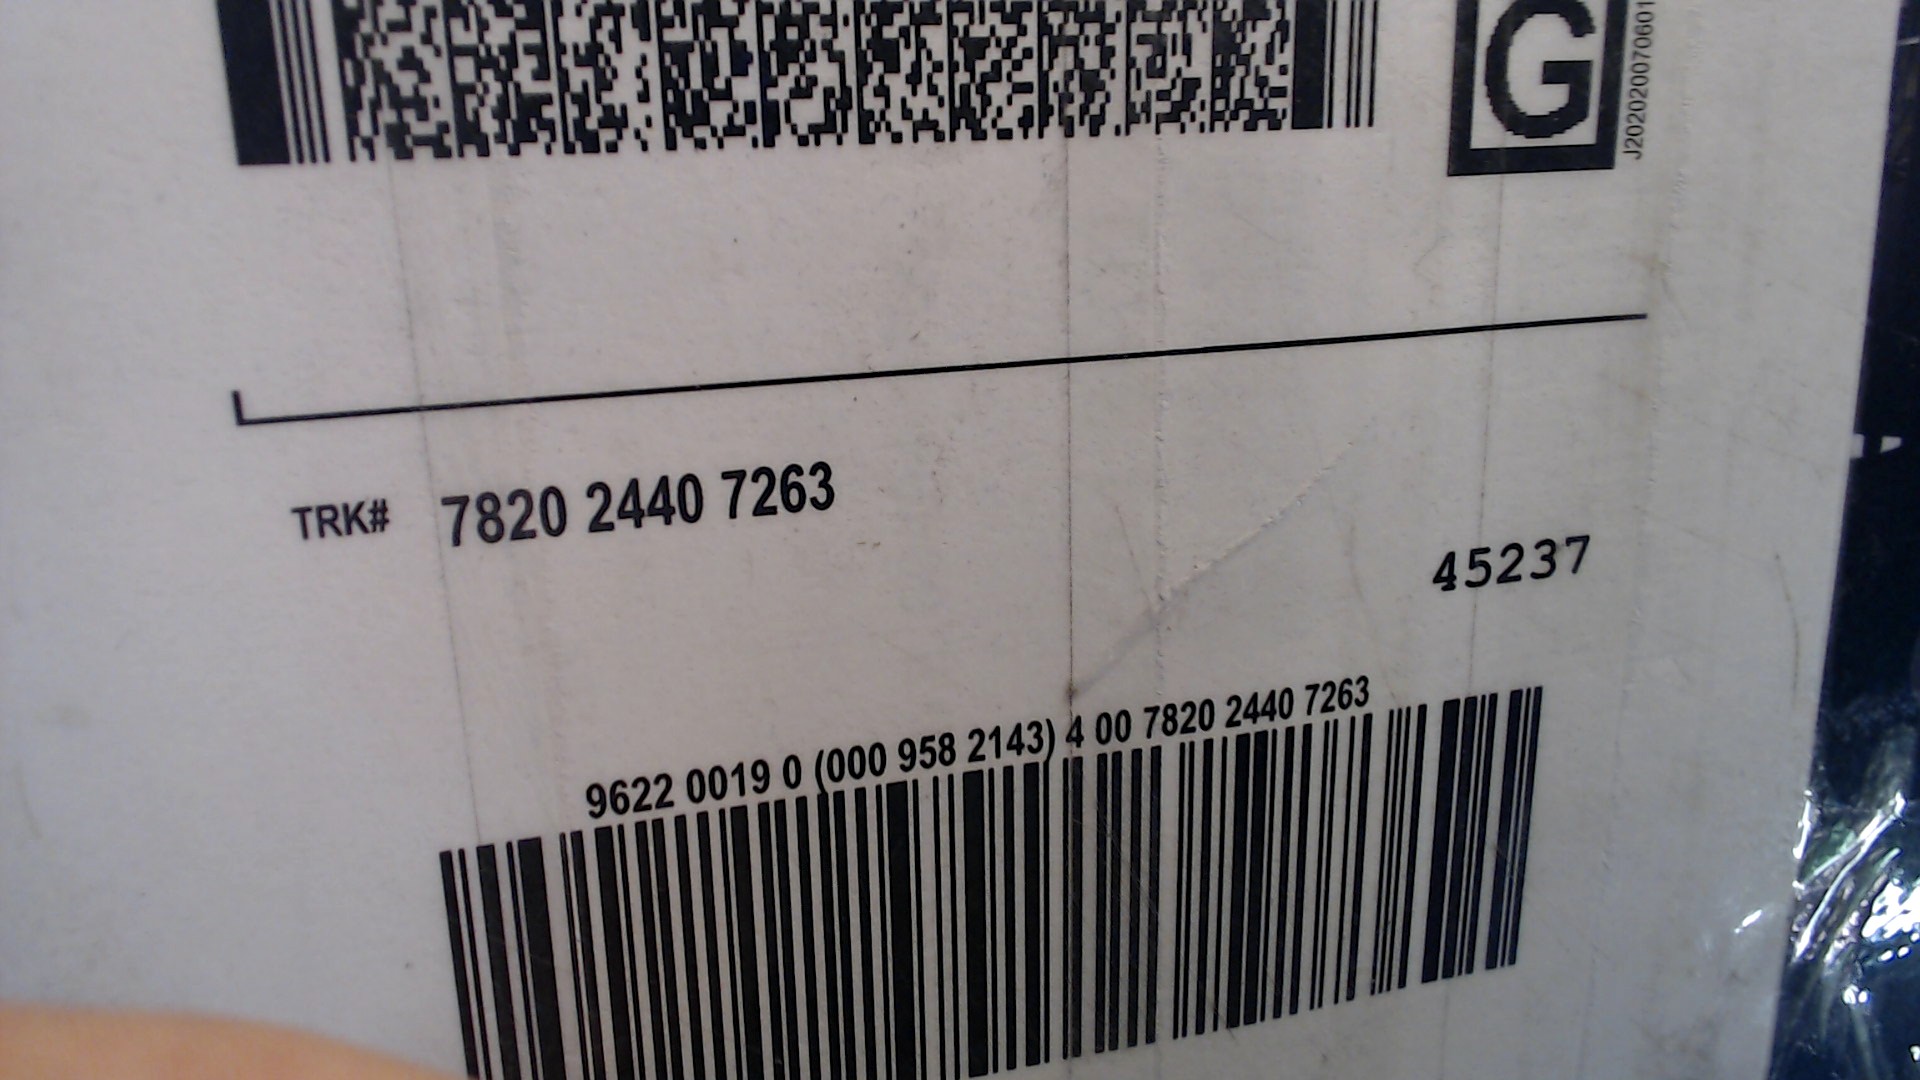 G
J202020070601
TRK# 7820 2440 7263
45237
9622 0019 0 (000 958 2143) 4 00 7820 2440 7263